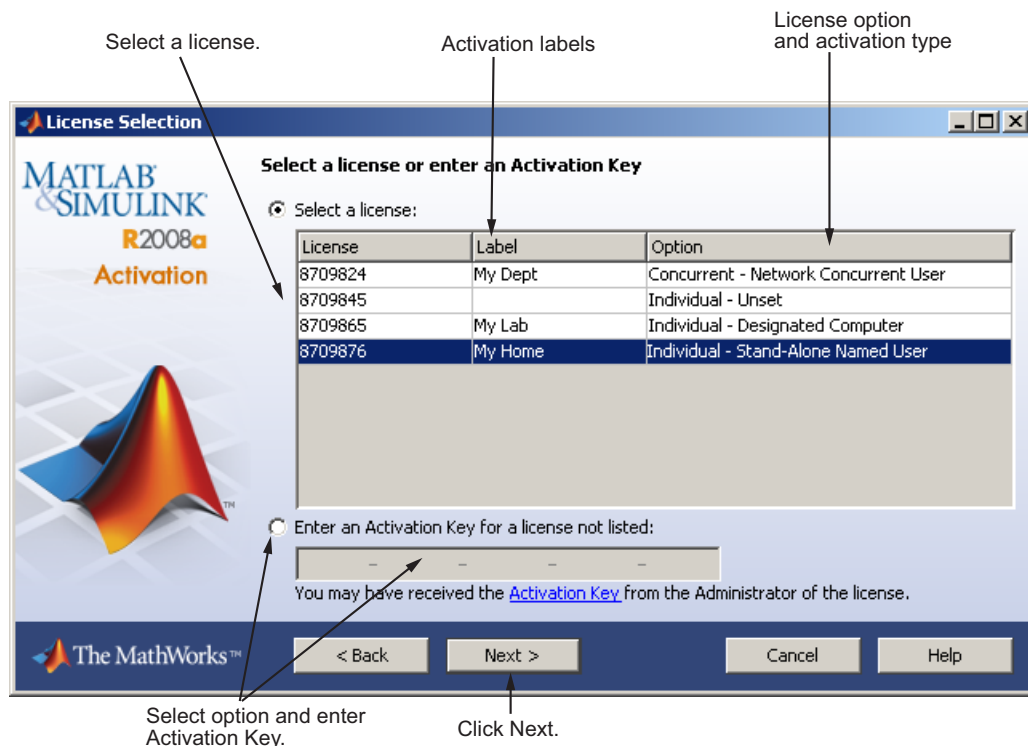 Select a license.
Activation labels
License option
and activation type
License Selection
MATLAB®
&SIMULINK®
R2008a
Activation
Select a license or enter an Activation Key
Select a license:
License Label Option
8709824 My Dept Concurrent - Network Concurrent User
8709845 Individual - Unset
8709865 My Lab Individual - Designated Computer
8709876 My Home Individual - Stand-Alone Named User
TM
Enter an Activation Key for a license not listed:
- - - -
You may have received the Activation Key from the Administrator of the license.
The MathWorks™
< Back Next > Cancel Help
Select option and enter
Activation Key.
Click Next.